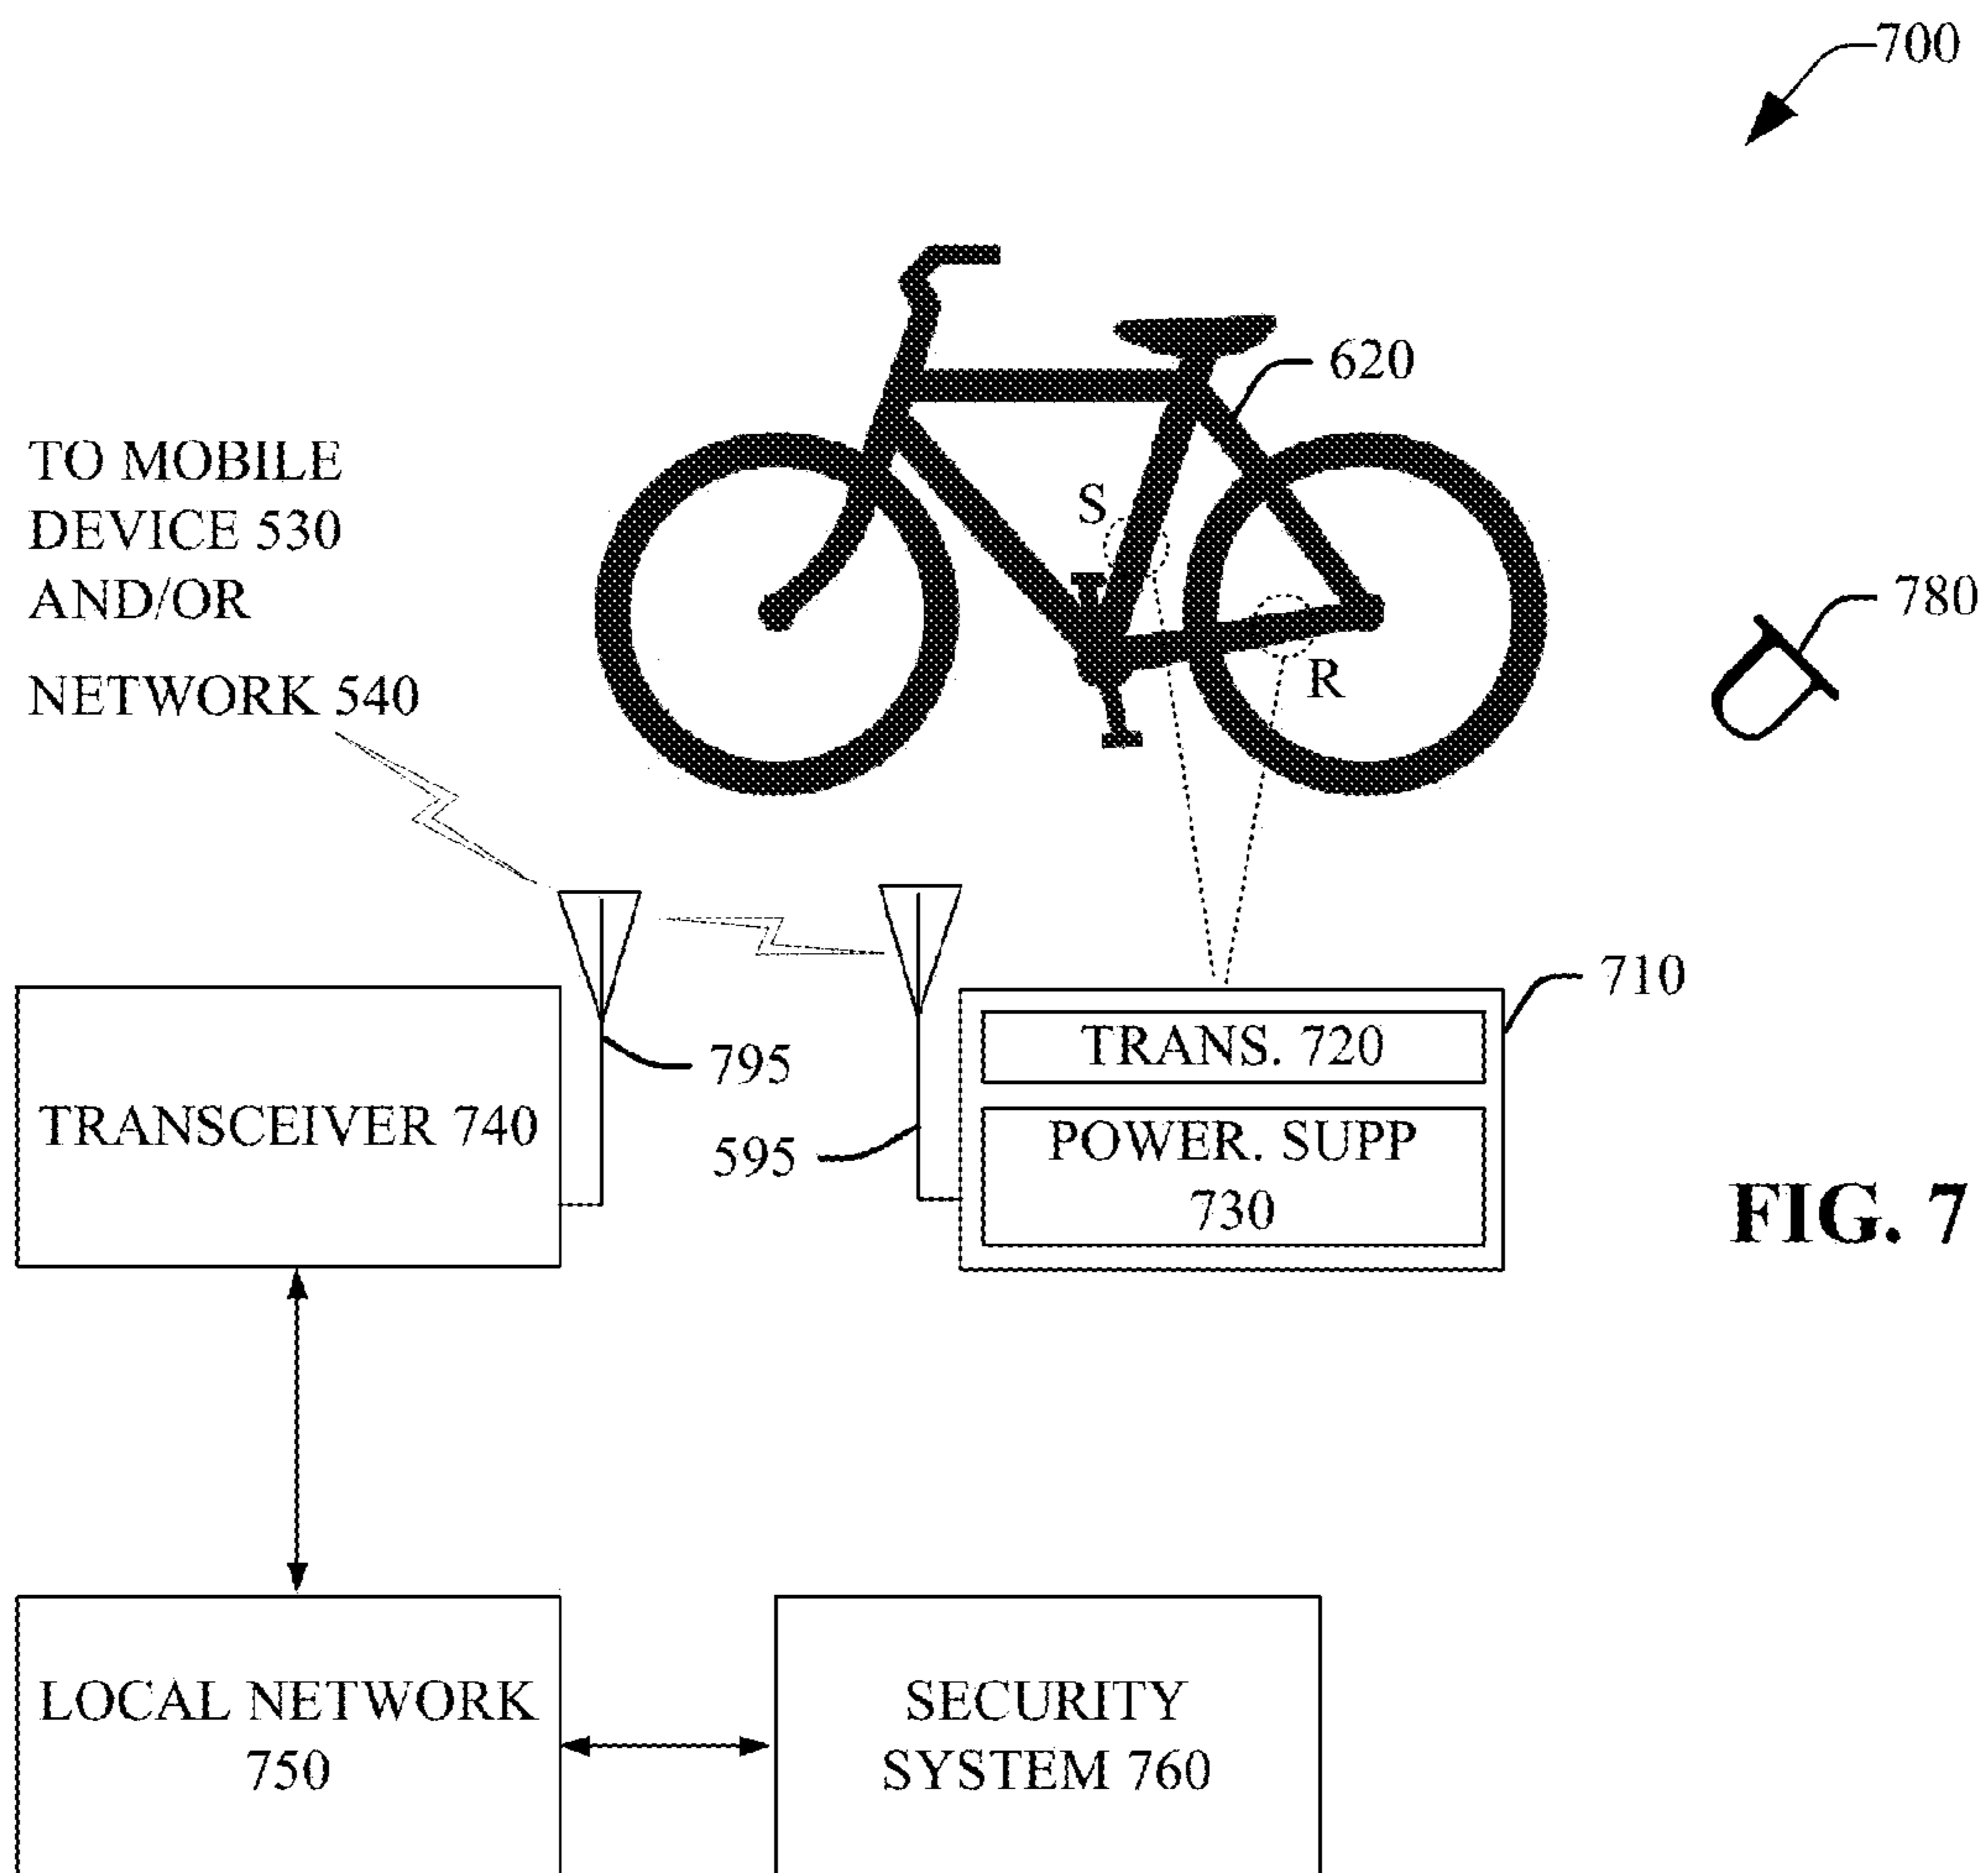 700
620
TO MOBILE
DEVICE 530
AND/OR
NETWORK 540
S
R
780
710
795
595
TRANSCEIVER 740
TRANS. 720
POWER. SUPP
730
FIG. 7
LOCAL NETWORK
750
SECURITY
SYSTEM 760